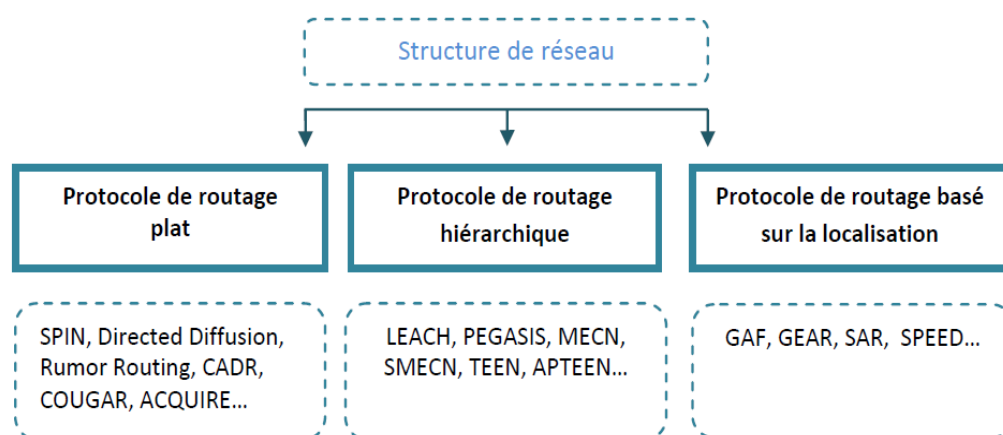 Structure de réseau
Protocole de routage
plat
Protocole de routage
hiérarchique
Protocole de routage basé
sur la localisation
SPIN, Directed Diffusion,
Rumor Routing, CADR,
COUGAR, ACQUIRE...
LEACH, PEGASIS, MECN,
SMECN, TEEN, APTEEN...
GAF, GEAR, SAR, SPEED...